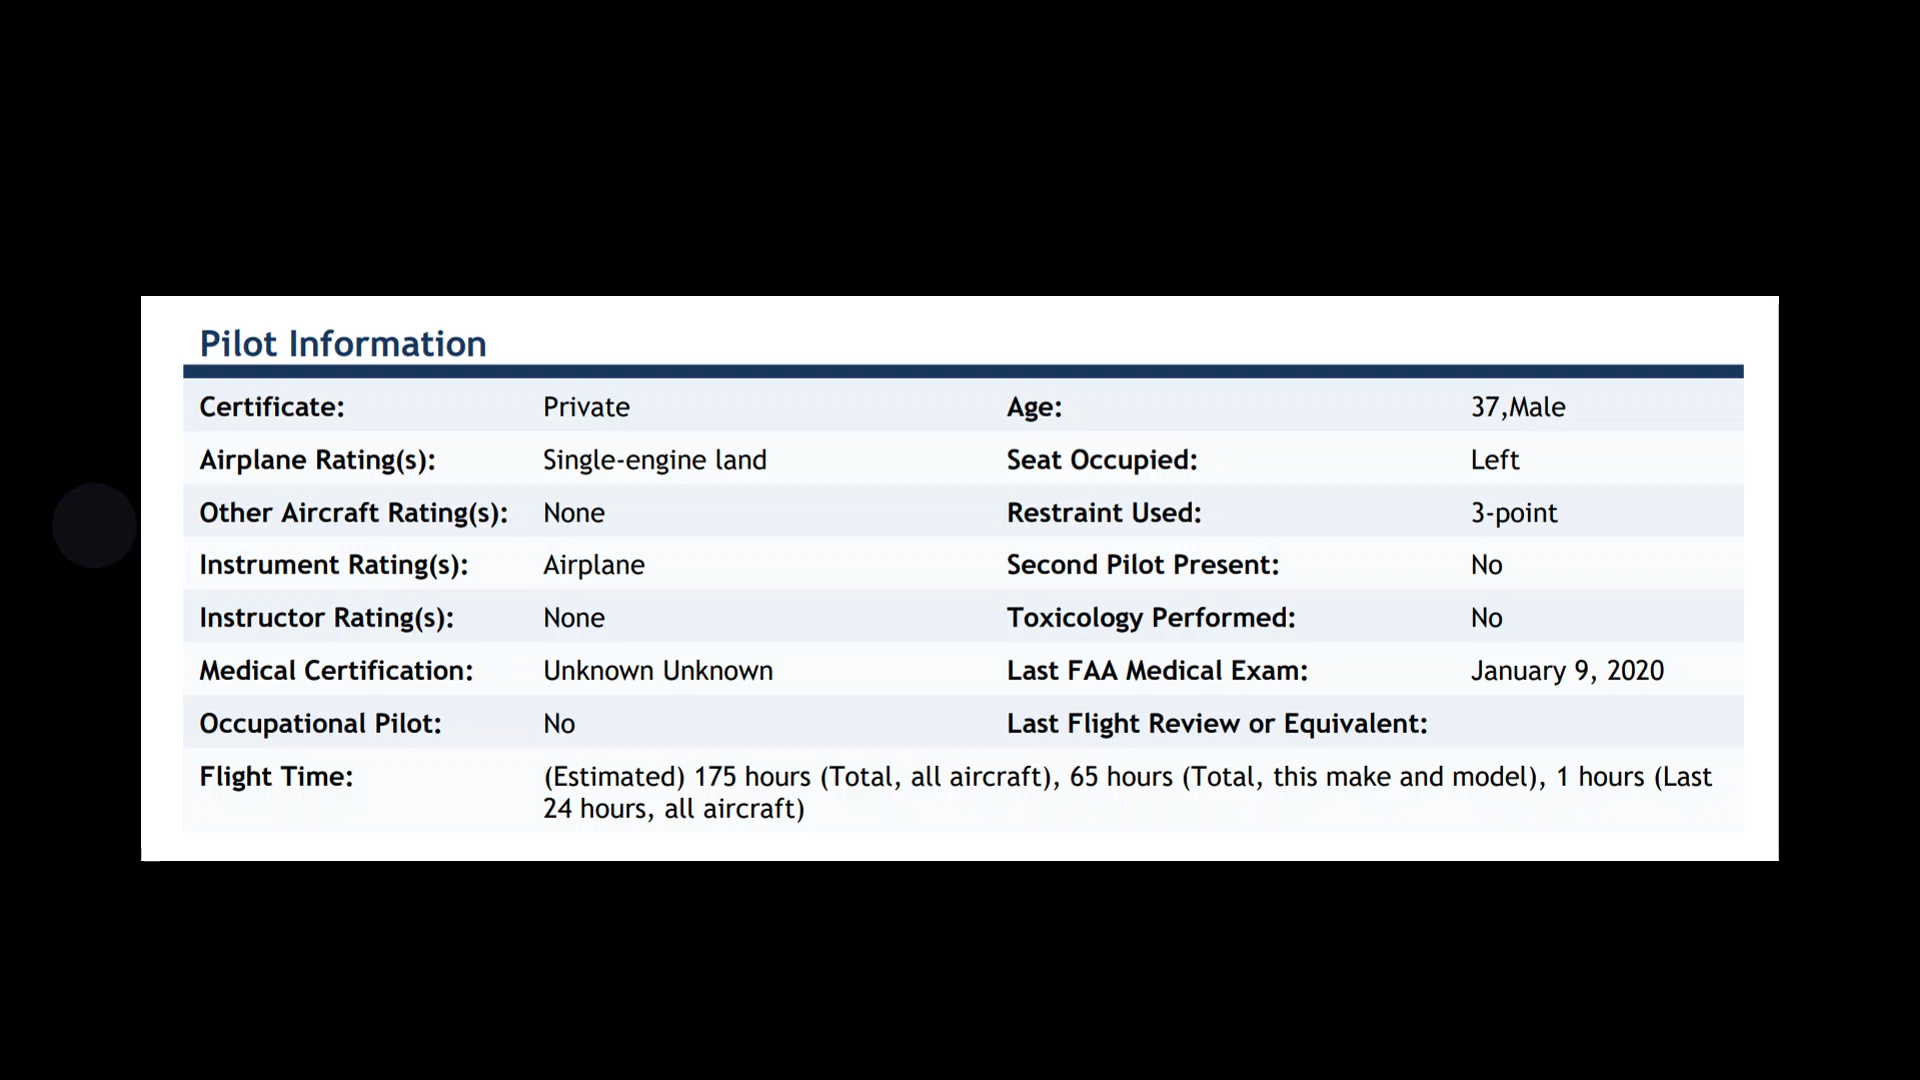 Pilot Information
Certificate: Private Age: 37,Male
Airplane Rating(s): Single-engine land Seat Occupied: Left
Other Aircraft Rating(s): None Restraint Used: 3-point
Instrument Rating(s): Airplane Second Pilot Present: No
Instructor Rating(s): None Toxicology Performed: No
Medical Certification: Unknown Unknown Last FAA Medical Exam: January 9, 2020
Occupational Pilot: No Last Flight Review or Equivalent:
Flight Time: (Estimated) 175 hours (Total, all aircraft), 65 hours (Total, this make and model), 1 hours (Last
24 hours, all aircraft)